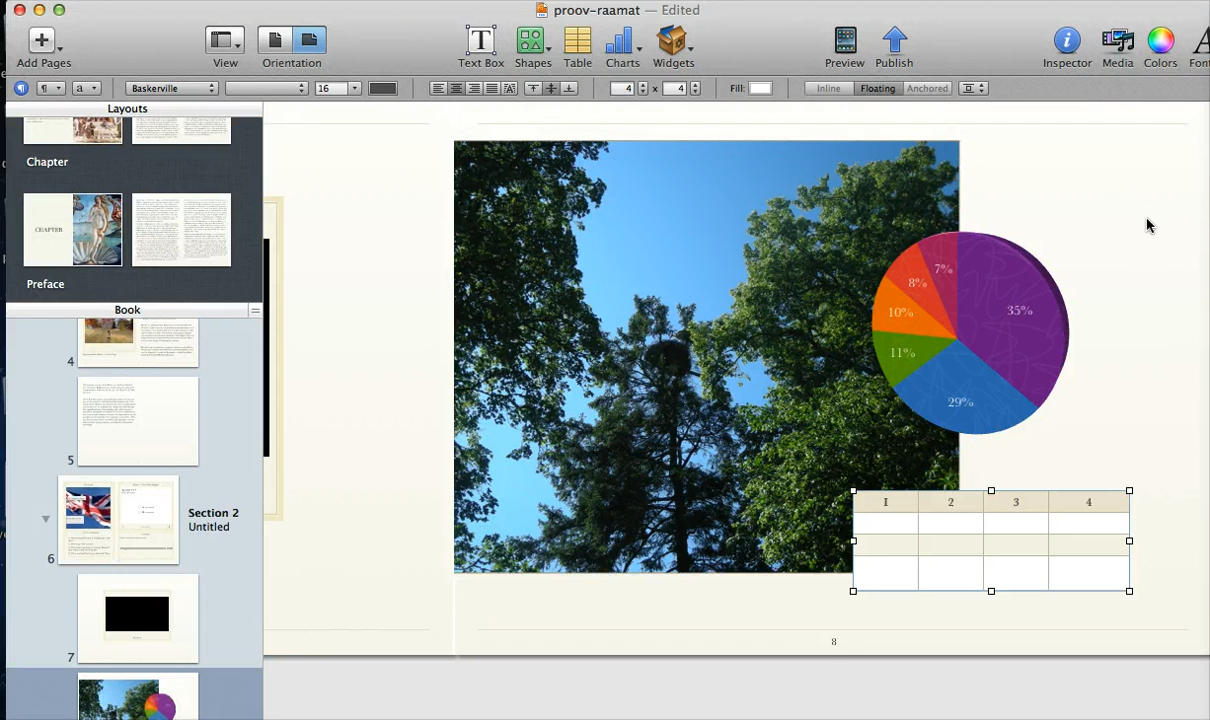 proov-raamat — Edited
Add Pages
View
Orientation
Text Box
Shapes
Table
Charts
Widgets
Preview
Publish
Inspector
Media
Colors
¶
a
Baskerville
16
4 x 4
Fill:
Inline
Floating
Anchored
Layouts
Chapter
CHAPTER
Preface
Book
4
5
Section 2
Untitled
6
7
7%
8%
10%
11%
29%
35%
1 2 3 4
8